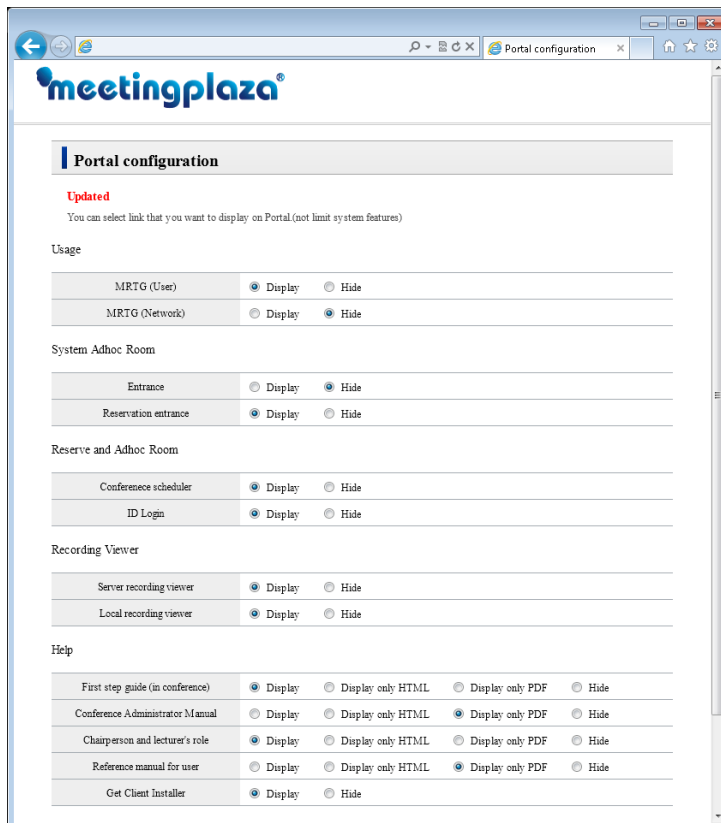 Portal configuration
meetingplaza®
Portal configuration
Updated
You can select link that you want to display on Portal.(not limit system features)
Usage
MRTG (User) Display Hide
MRTG (Network) Display Hide
System Adhoc Room
Entrance Display Hide
Reservation entrance Display Hide
Reserve and Adhoc Room
Conferenece scheduler Display Hide
ID Login Display Hide
Recording Viewer
Server recording viewer Display Hide
Local recording viewer Display Hide
Help
First step guide (in conference) Display Display only HTML Display only PDF Hide
Conference Administrator Manual Display Display only HTML Display only PDF Hide
Chairperson and lecturer's role Display Display only HTML Display only PDF Hide
Reference manual for user Display Display only HTML Display only PDF Hide
Get Client Installer Display Hide